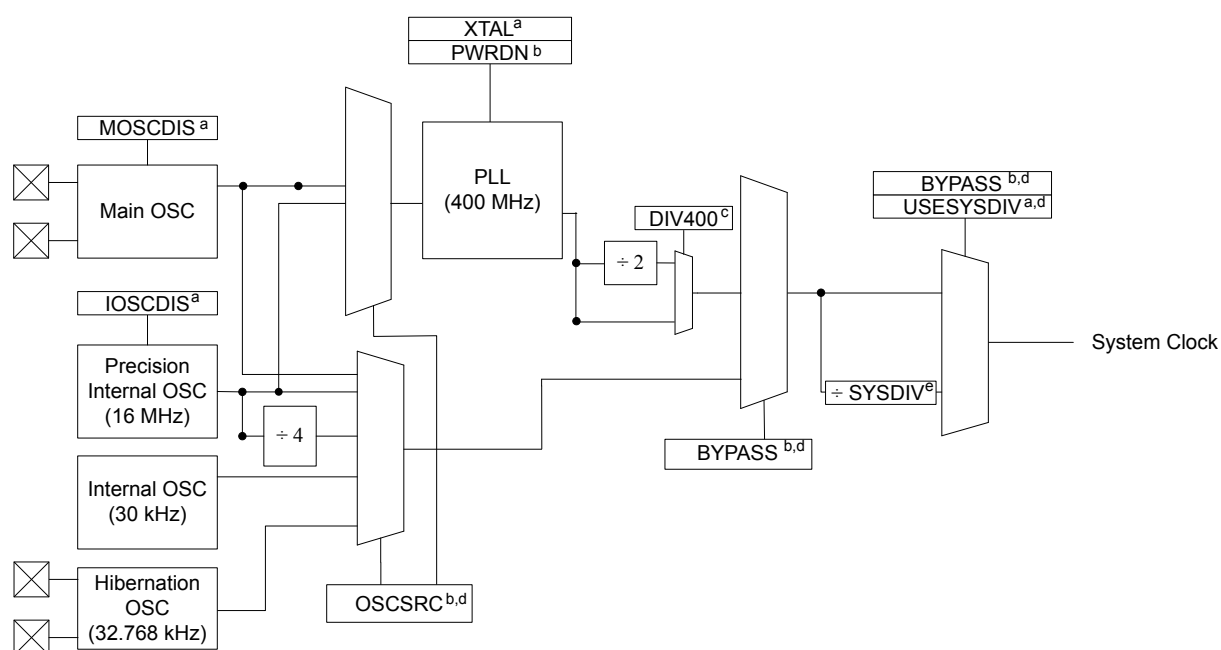 XTALᵃ
PWRDN ᵇ
MOSCDIS ᵃ
Main OSC
PLL
(400 MHz)
BYPASS ᵇ,ᵈ
USESYSDIVᵃ,ᵈ
DIV400ᶜ
÷ 2
IOSCDISᵃ
Precision
Internal OSC
(16 MHz)
System Clock
÷ SYSDIVᵉ
÷ 4
BYPASS ᵇ,ᵈ
Internal OSC
(30 kHz)
Hibernation
OSC
(32.768 kHz)
OSCSRC ᵇ,ᵈ